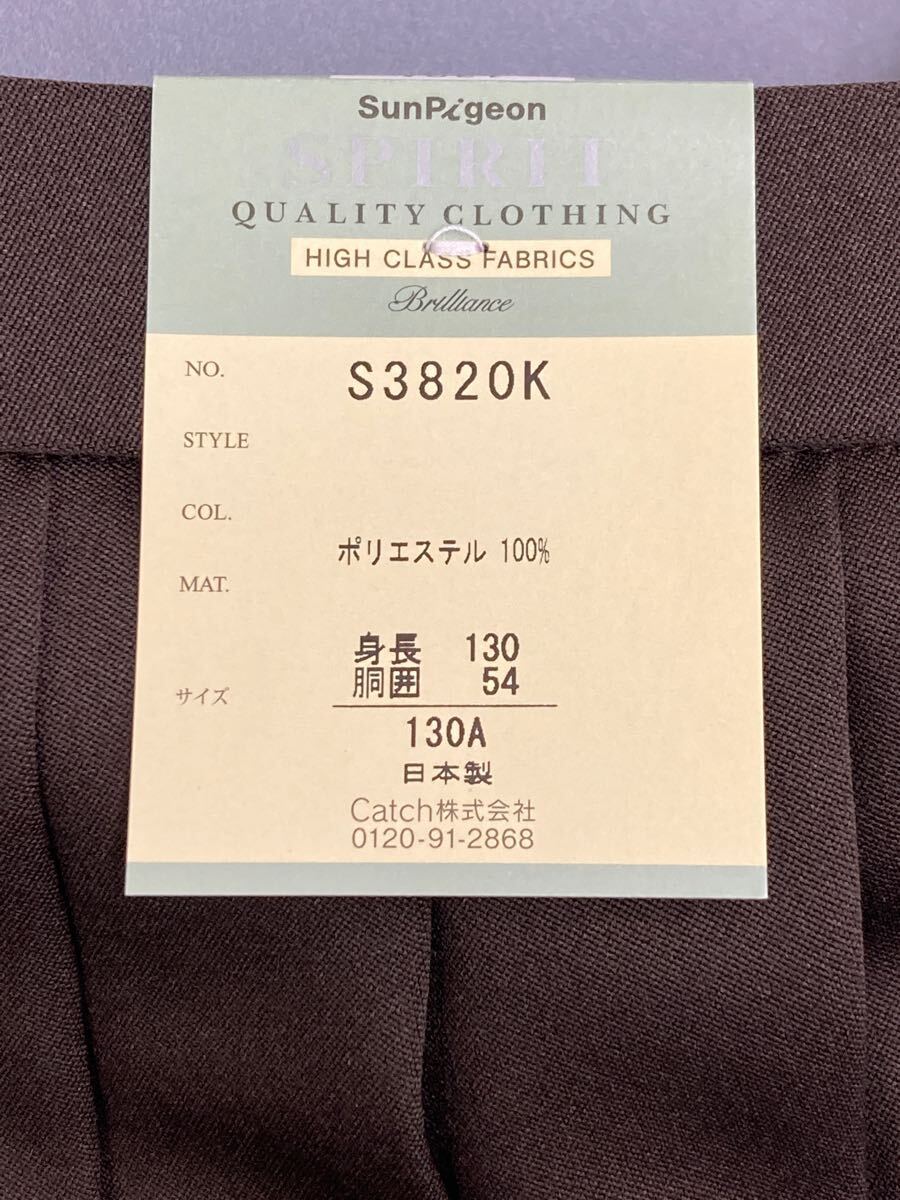 SunPigeon
SPIRIT
QUALITY CLOTHING
HIGH CLASS FABRICS
Brilliance
NO. S3820K
STYLE
COL.
ポリエステル 100%
MAT.
身長 130
胴囲 54
サイズ
130A
日本製
Catch株式会社
0120-91-2868